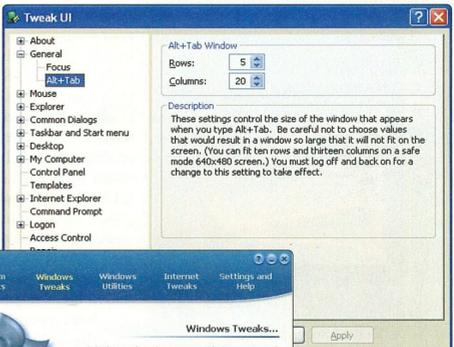 Tweak UI
About
General
Focus
Alt+Tab
Mouse
Explorer
Common Dialogs
Taskbar and Start menu
Desktop
My Computer
Control Panel
Templates
Internet Explorer
Command Prompt
Logon
Access Control
Alt+Tab Window
Rows: 5
Columns: 20
Description
These settings control the size of the window that appears
when you type Alt+Tab. Be careful not to choose values
that would result in a window so large that it will not fit on the
screen. (You can fit ten rows and thirteen columns on a safe
mode 640x480 screen.) You must log off and back on for a
change to this setting to take effect.
Apply
Windows
Tweaks
Windows
Utilities
Internet
Tweaks
Settings and
Help
Windows Tweaks...